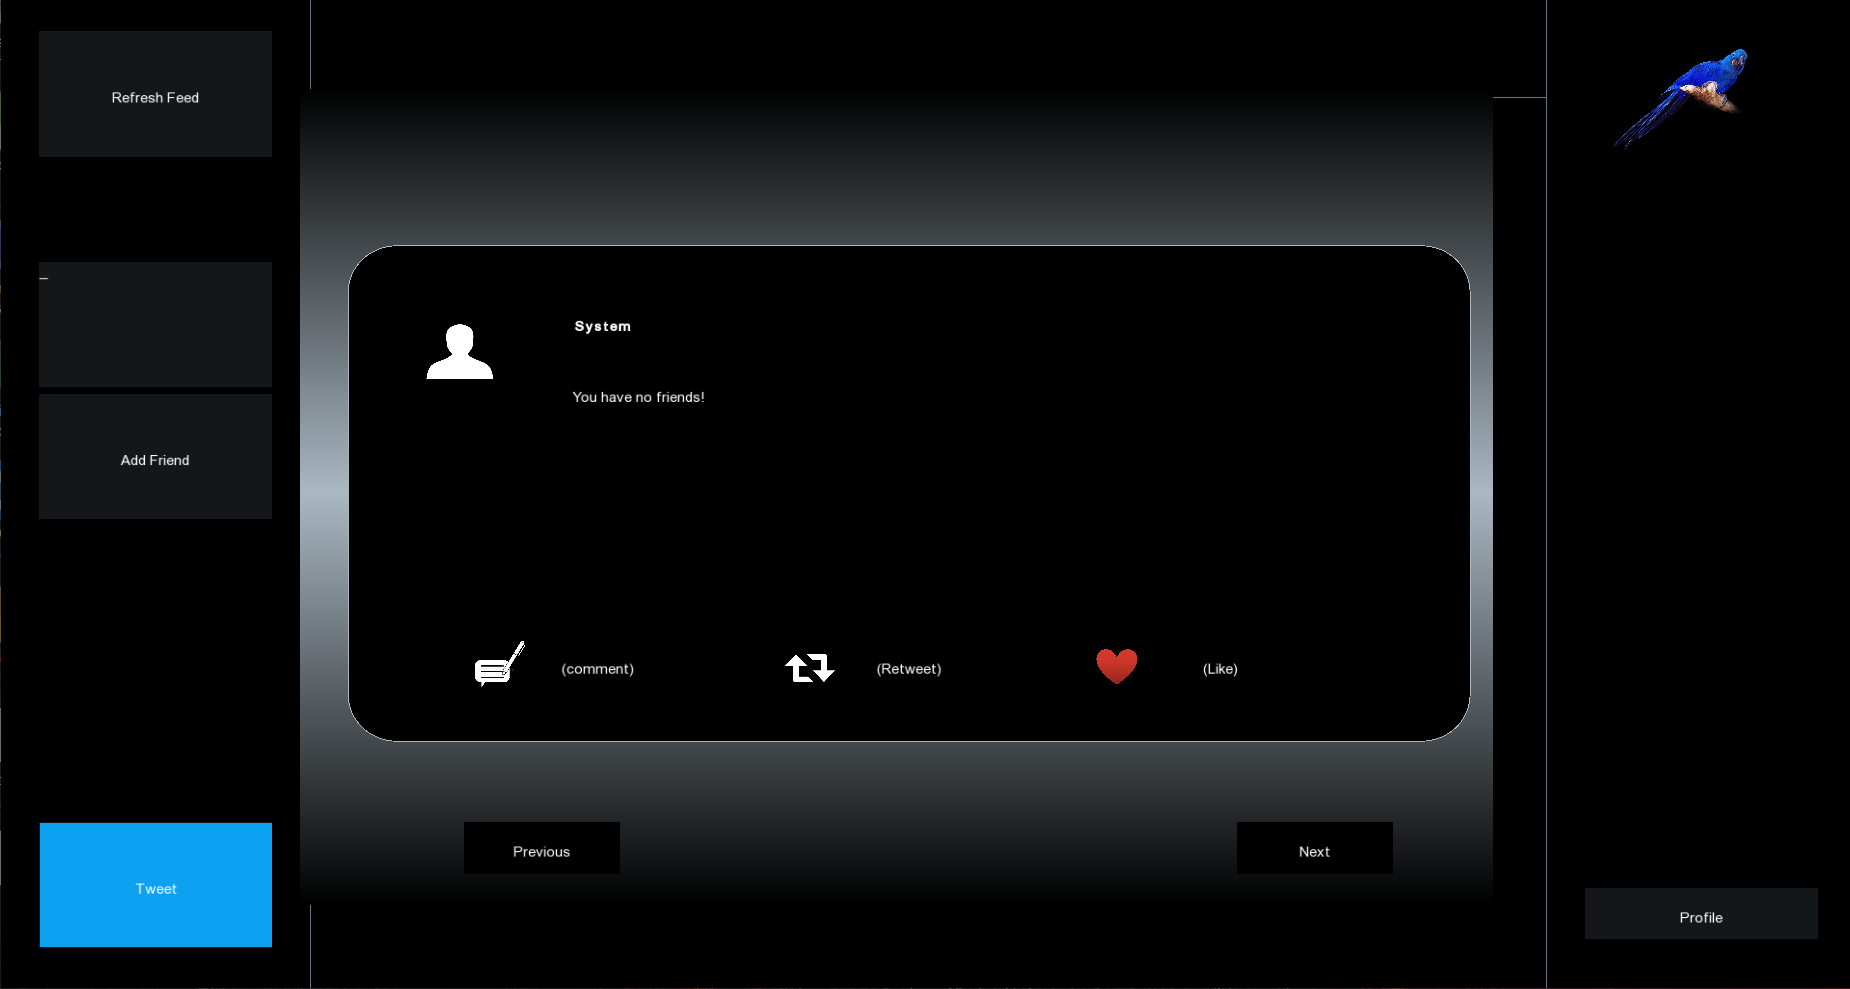 Refresh Feed
Add Friend
Tweet
System
You have no friends!
(comment)
(Retweet)
(Like)
Previous
Next
Profile